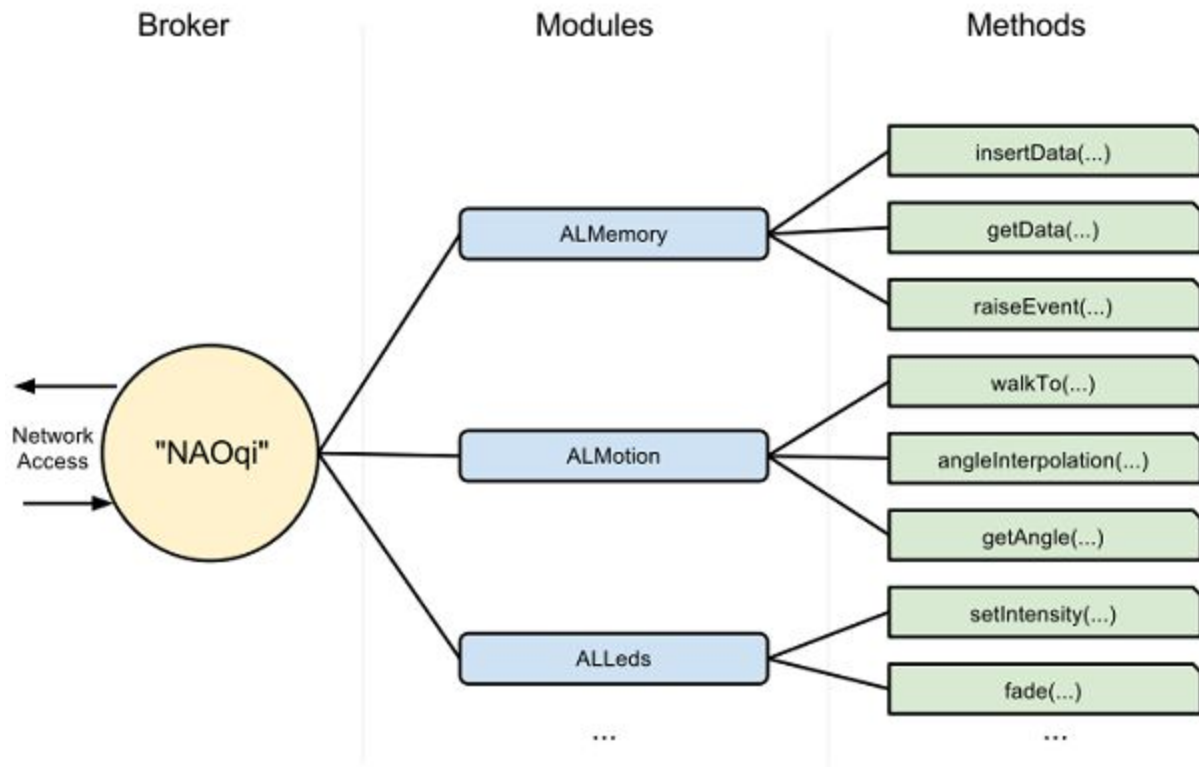 Broker
Modules
Methods
insertData(...)
ALMemory
getData(...)
raiseEvent(...)
walkTo(...)
Network
Access
"NAOqi"
ALMotion
angleInterpolation(...)
getAngle(...)
setIntensity(...)
ALLeds
fade(...)
...
...